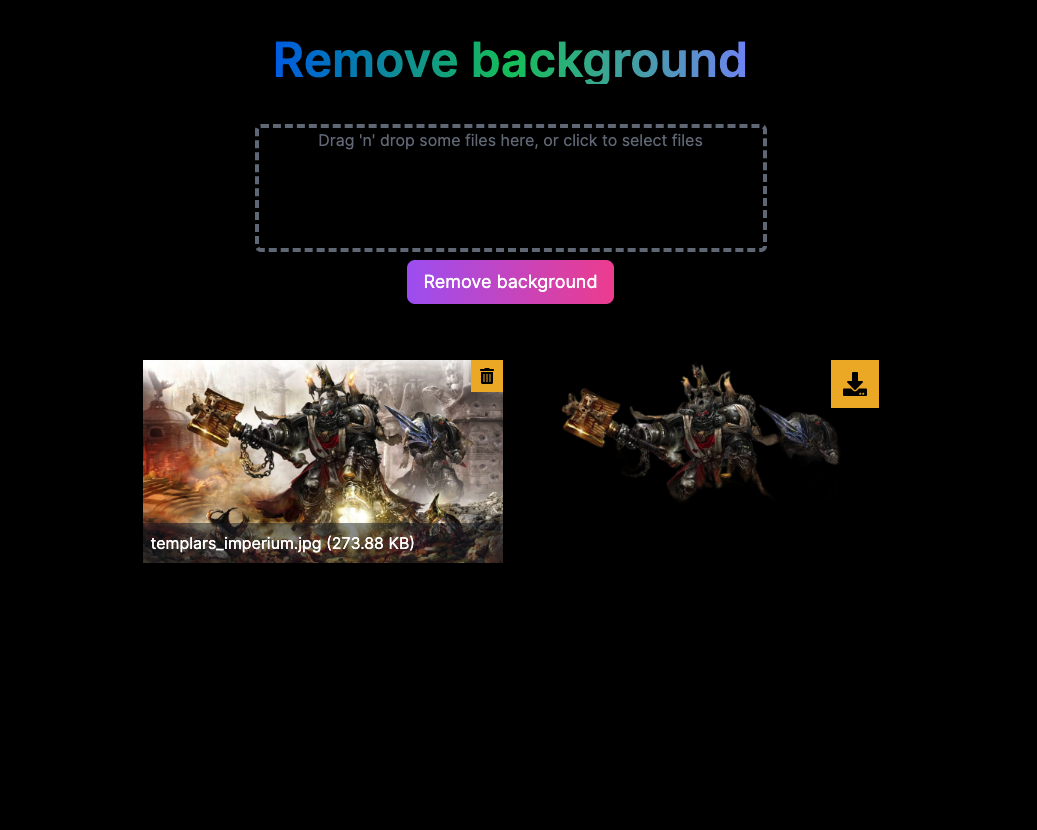 Remove background
Drag 'n' drop some files here, or click to select files
Remove background
templars_imperium.jpg (273.88 KB)